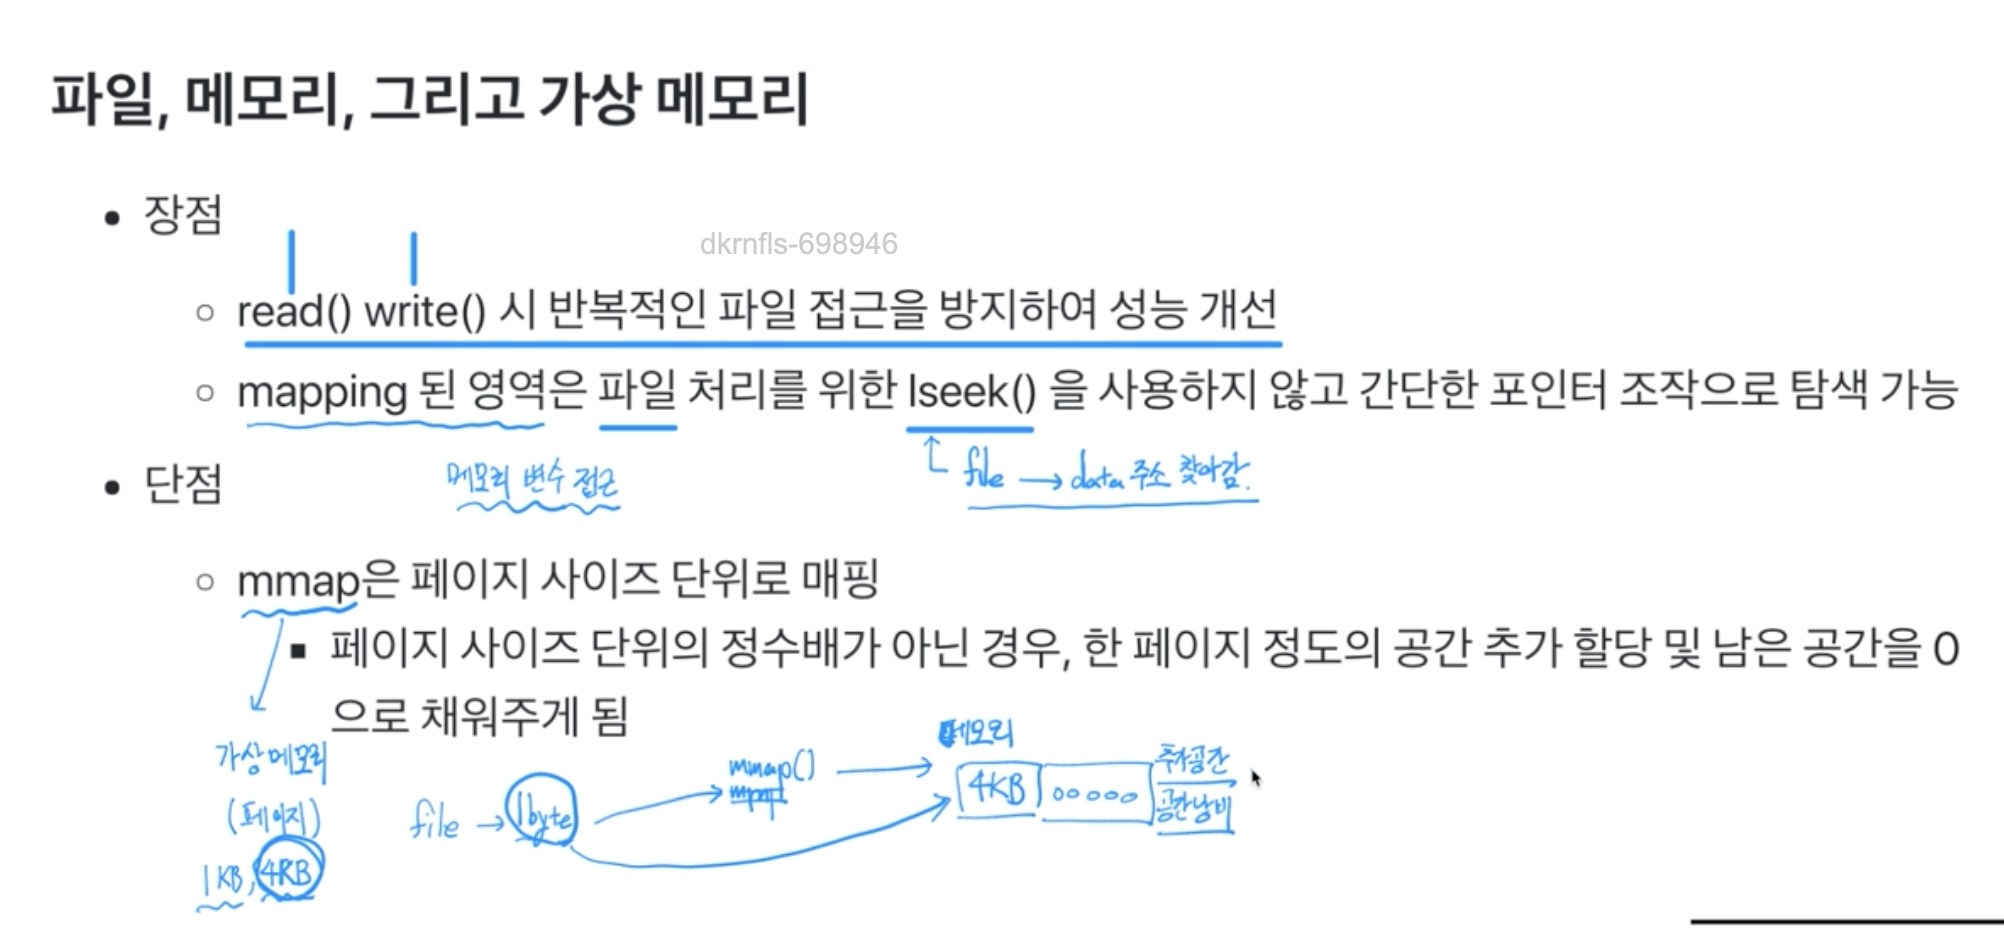 파일, 메모리, 그리고 가상 메모리
• 장점
dkrnfls-698946
○ read() write() 시 반복적인 파일 접근을 방지하여 성능 개선
○ mapping 된 영역은 파일 처리를 위한 lseek() 을 사용하지 않고 간단한 포인터 조작으로 탐색 가능
메모리 변수 접근
file → data 주소 찾아감.
• 단점
○ mmap은 페이지 사이즈 단위로 매핑
■ 페이지 사이즈 단위의 정수배가 아닌 경우, 한 페이지 정도의 공간 추가 할당 및 남은 공간을 0
으로 채워주게 됨
가상메모리
(페이지)
1KB, 4KB
file → 1byte
mmap()
메모리
4KB ○○○○○
추가공간
공간낭비